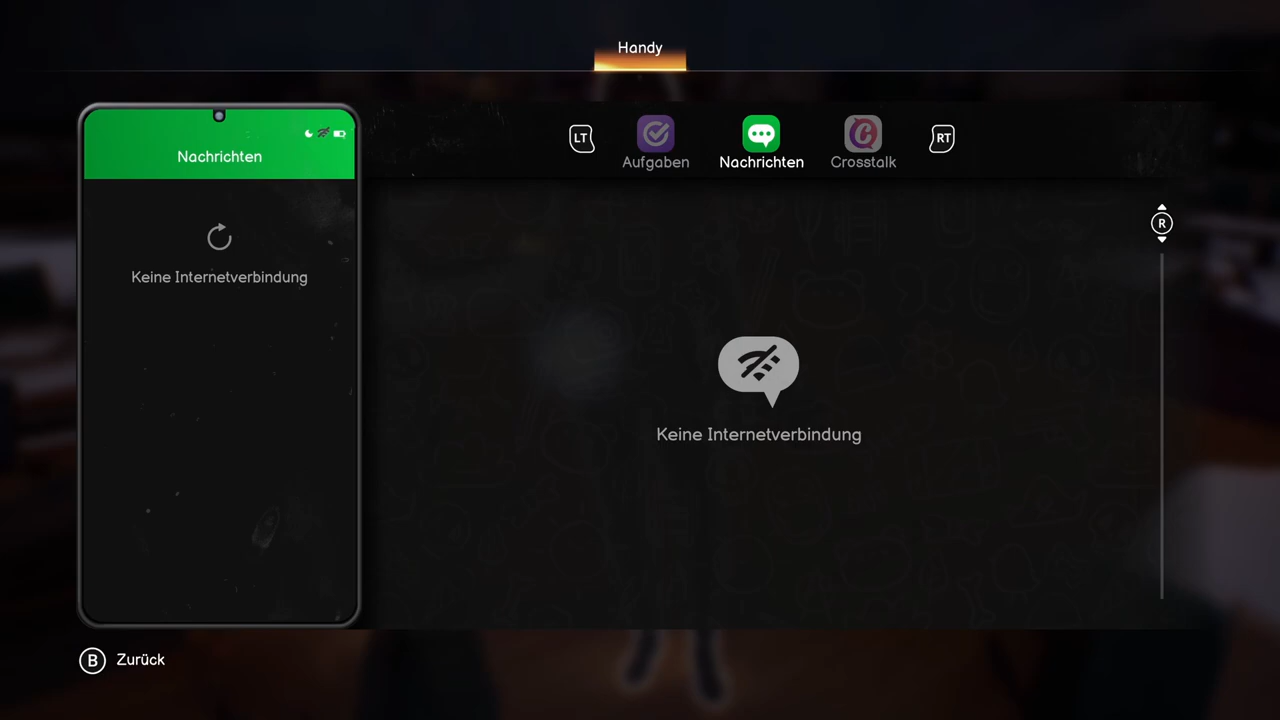 Handy
Nachrichten
Keine Internetverbindung
LT
Aufgaben
Nachrichten
Crosstalk
RT
R
Keine Internetverbindung
B Zurück